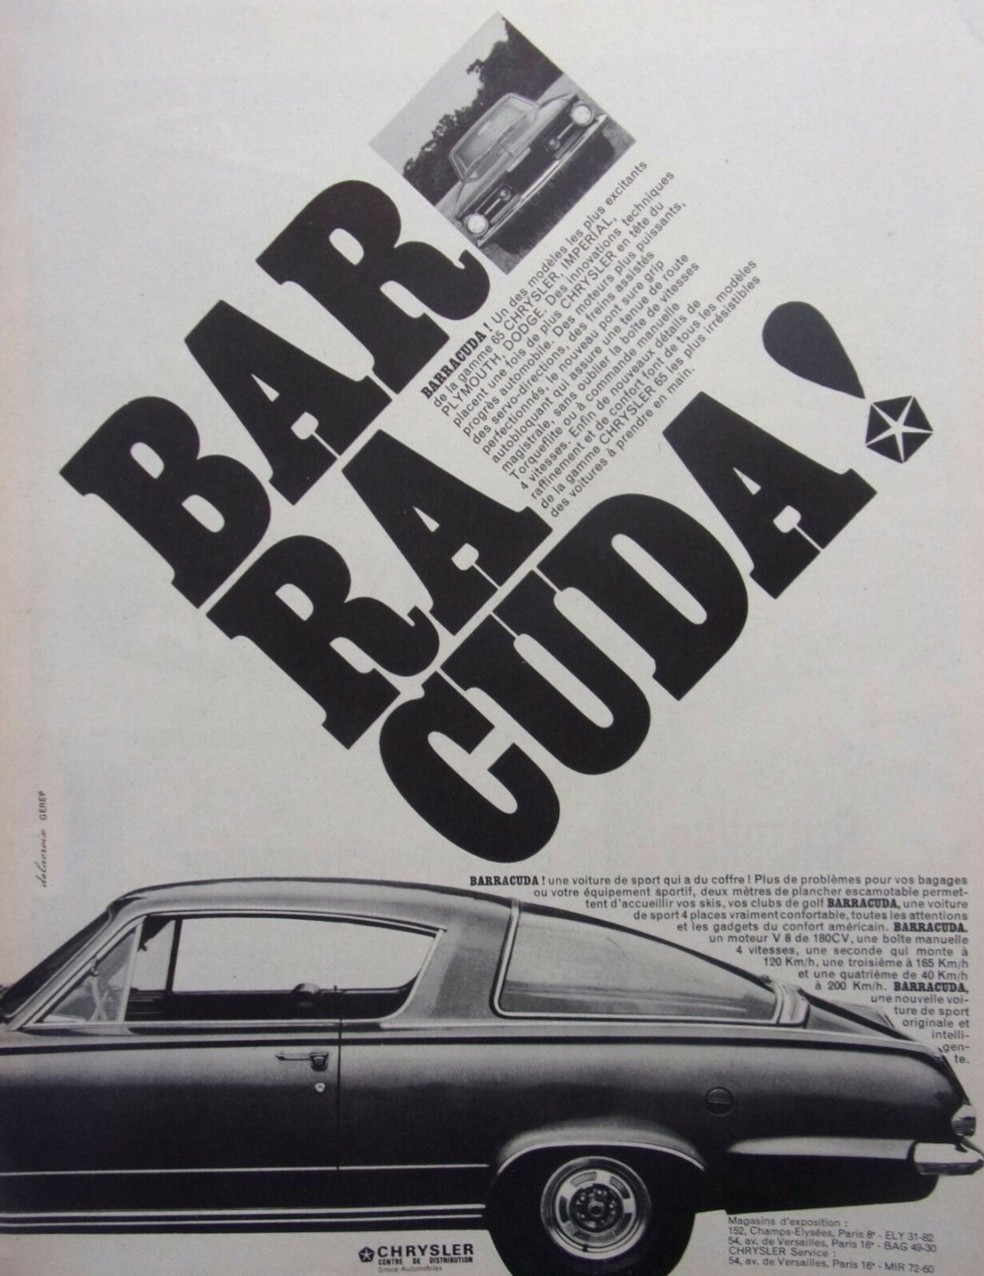 BAR
RA
CUDA!
BARRACUDA ! Un des modèles les plus excitants
de la gamme 65 CHRYSLER, IMPERIAL,
PLYMOUTH, DODGE. Des innovations techniques
placent une fois de plus CHRYSLER en tête du
progrès automobile. Des moteurs plus puissants,
des servo-directions, des freins assistés
perfectionnés, le nouveau pont sure grip
autobloquant qui assure une tenue de route
magistrale, sans oublier la boîte de vitesses
Torqueflite ou à commande manuelle
4 vitesses. Enfin de nouveaux détails de
raffinement et de confort font de tous les modèles
de la gamme CHRYSLER 65 les plus irrésistibles
des voitures à prendre en main.
delacroix GEREP
BARRACUDA ! une voiture de sport qui a du coffre ! Plus de problèmes pour vos bagages
ou votre équipement sportif, deux mètres de plancher escamotable permet-
tent d'accueillir vos skis, vos clubs de golf BARRACUDA, une voiture
de sport 4 places vraiment confortable, toutes les attentions
et les gadgets du confort américain. BARRACUDA,
un moteur V 8 de 180CV, une boîte manuelle
4 vitesses, une seconde qui monte à
120 Km/h, une troisième à 165 Km/h
et une quatrième de 40 Km/h
à 200 Km/h. BARRACUDA,
une nouvelle voi-
ture de sport
originale et
intelli-
gen-
te.
CHRYSLER
CENTRE DE DISTRIBUTION
Simca Automobiles
Magasins d'exposition :
152, Champs-Elysées, Paris 8e - ELY 31-82
54, av. de Versailles, Paris 16e - BAG 49-30
CHRYSLER Service :
54, av. de Versailles, Paris 16e - MIR 72-60